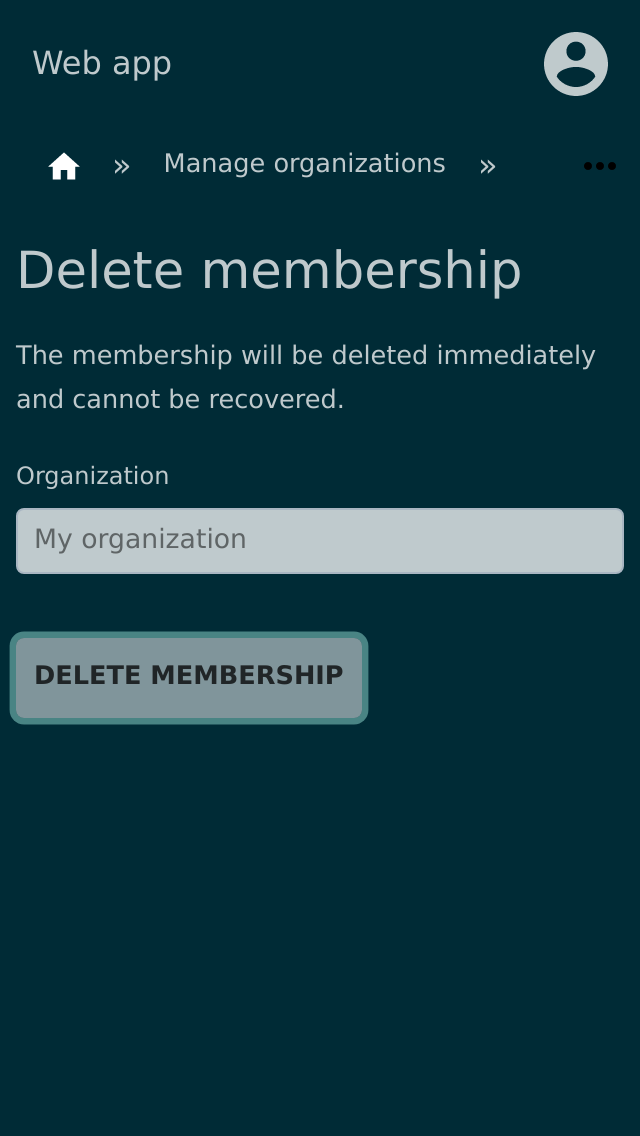 Web app
» Manage organizations »
Delete membership
The membership will be deleted immediately
and cannot be recovered.
Organization
My organization
DELETE MEMBERSHIP